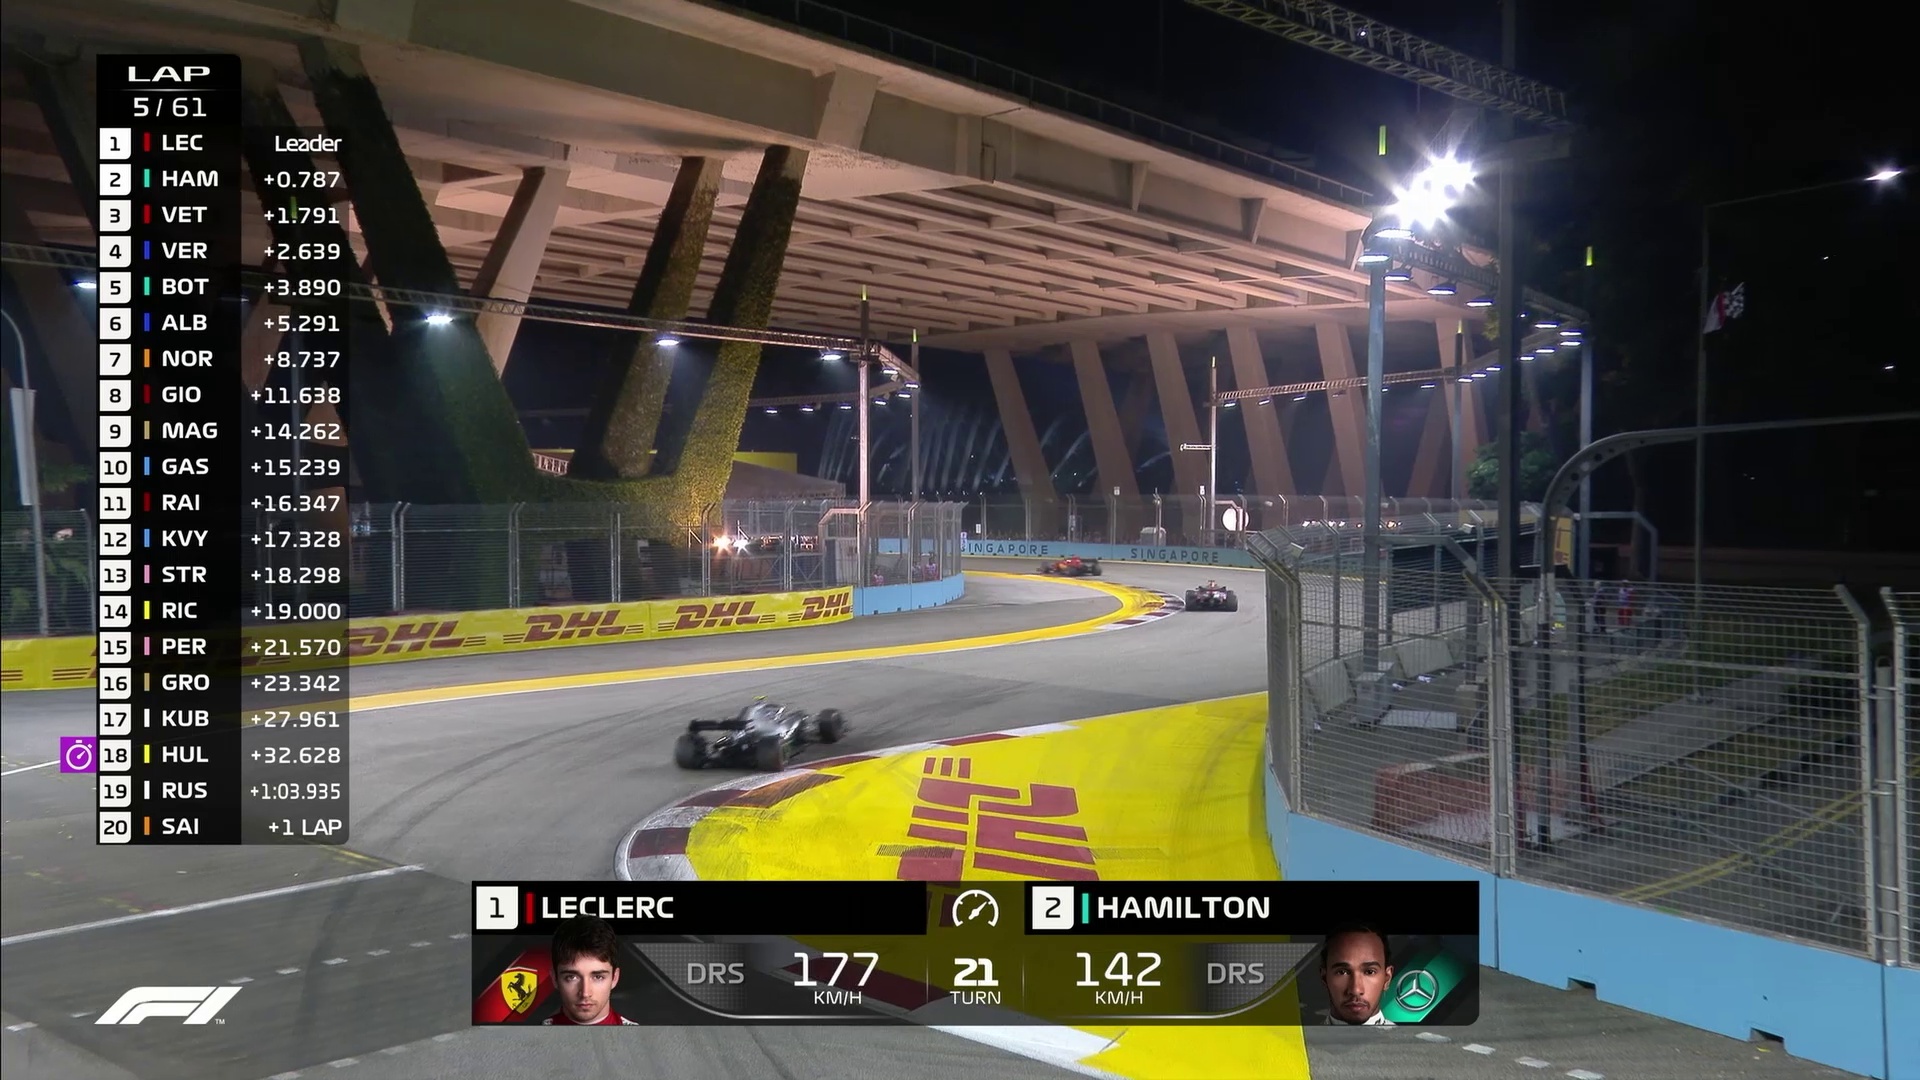 LAP
5 / 61
1 LEC Leader
2 HAM +0.787
3 VET +1.791
4 VER +2.639
5 BOT +3.890
6 ALB +5.291
7 NOR +8.737
8 GIO +11.638
9 MAG +14.262
10 GAS +15.239
11 RAI +16.347
12 KVY +17.328
13 STR +18.298
14 RIC +19.000
15 PER +21.570
16 GRO +23.342
17 KUB +27.961
18 HUL +32.628
19 RUS +1:03.935
20 SAI +1 LAP
SINGAPORE SINGAPORE
DHL DHL DHL DHL
DHL
1 LECLERC 2 HAMILTON
DRS 177 KM/H 21 TURN 142 KM/H DRS
F1